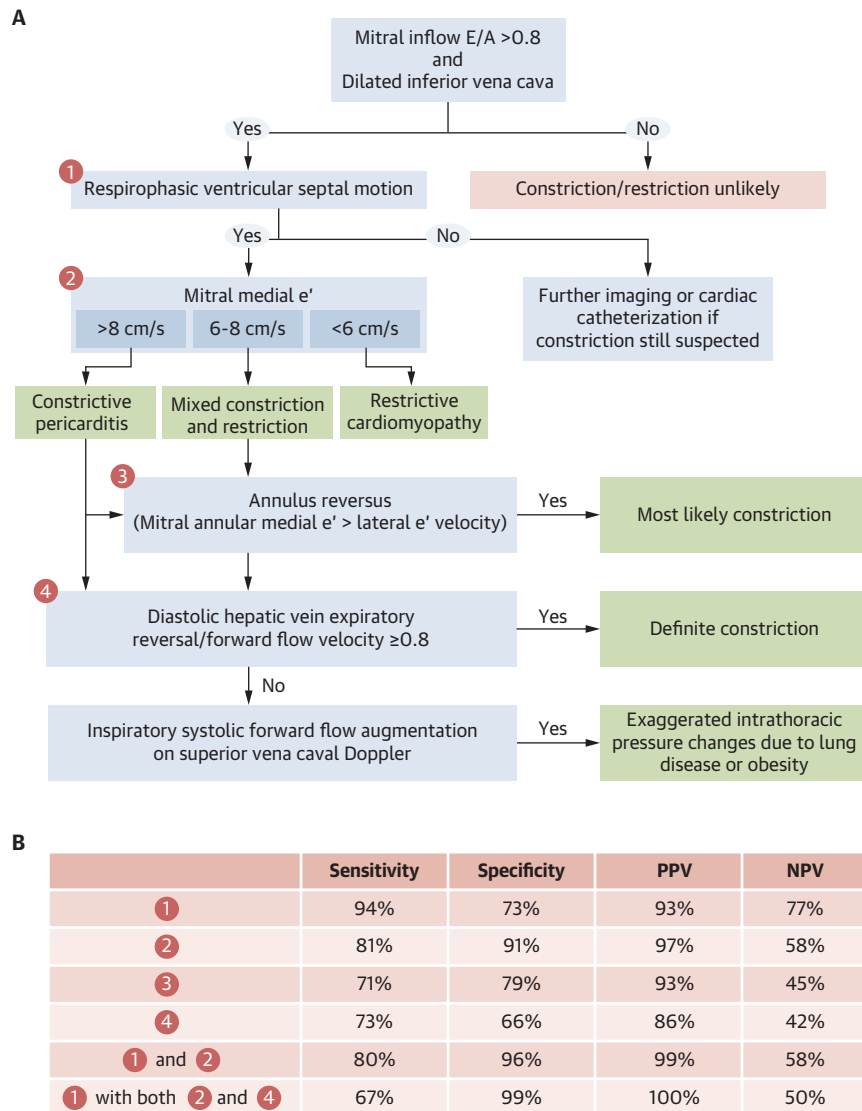 A
Mitral inflow E/A >0.8
and
Dilated inferior vena cava
Yes
No
1
Respirophasic ventricular septal motion
Constriction/restriction unlikely
Yes
No
2
Mitral medial e′
>8 cm/s
6-8 cm/s
<6 cm/s
Further imaging or cardiac
catheterization if
constriction still suspected
Constrictive
pericarditis
Mixed constriction
and restriction
Restrictive
cardiomyopathy
3
Annulus reversus
(Mitral annular medial e′ > lateral e′ velocity)
Yes
Most likely constriction
4
Diastolic hepatic vein expiratory
reversal/forward flow velocity ≥0.8
Yes
Definite constriction
No
Inspiratory systolic forward flow augmentation
on superior vena caval Doppler
Yes
Exaggerated intrathoracic
pressure changes due to lung
disease or obesity
B
Sensitivity Specificity PPV NPV
1 94% 73% 93% 77%
2 81% 91% 97% 58%
3 71% 79% 93% 45%
4 73% 66% 86% 42%
1 and 2 80% 96% 99% 58%
1 with both 2 and 4 67% 99% 100% 50%